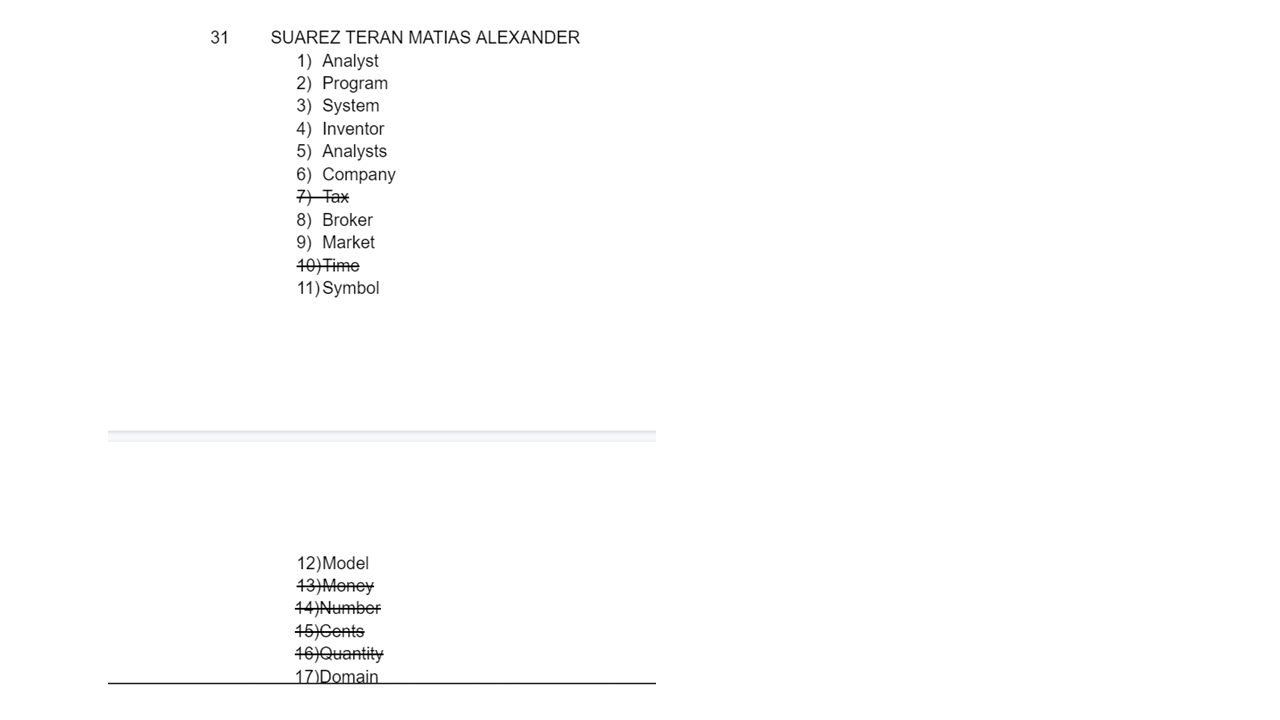 31 SUAREZ TERAN MATIAS ALEXANDER
1) Analyst
2) Program
3) System
4) Inventor
5) Analysts
6) Company
7) Tax
8) Broker
9) Market
10)Time
11)Symbol
12)Model
13)Money
14)Number
15)Cents
16)Quantity
17)Domain